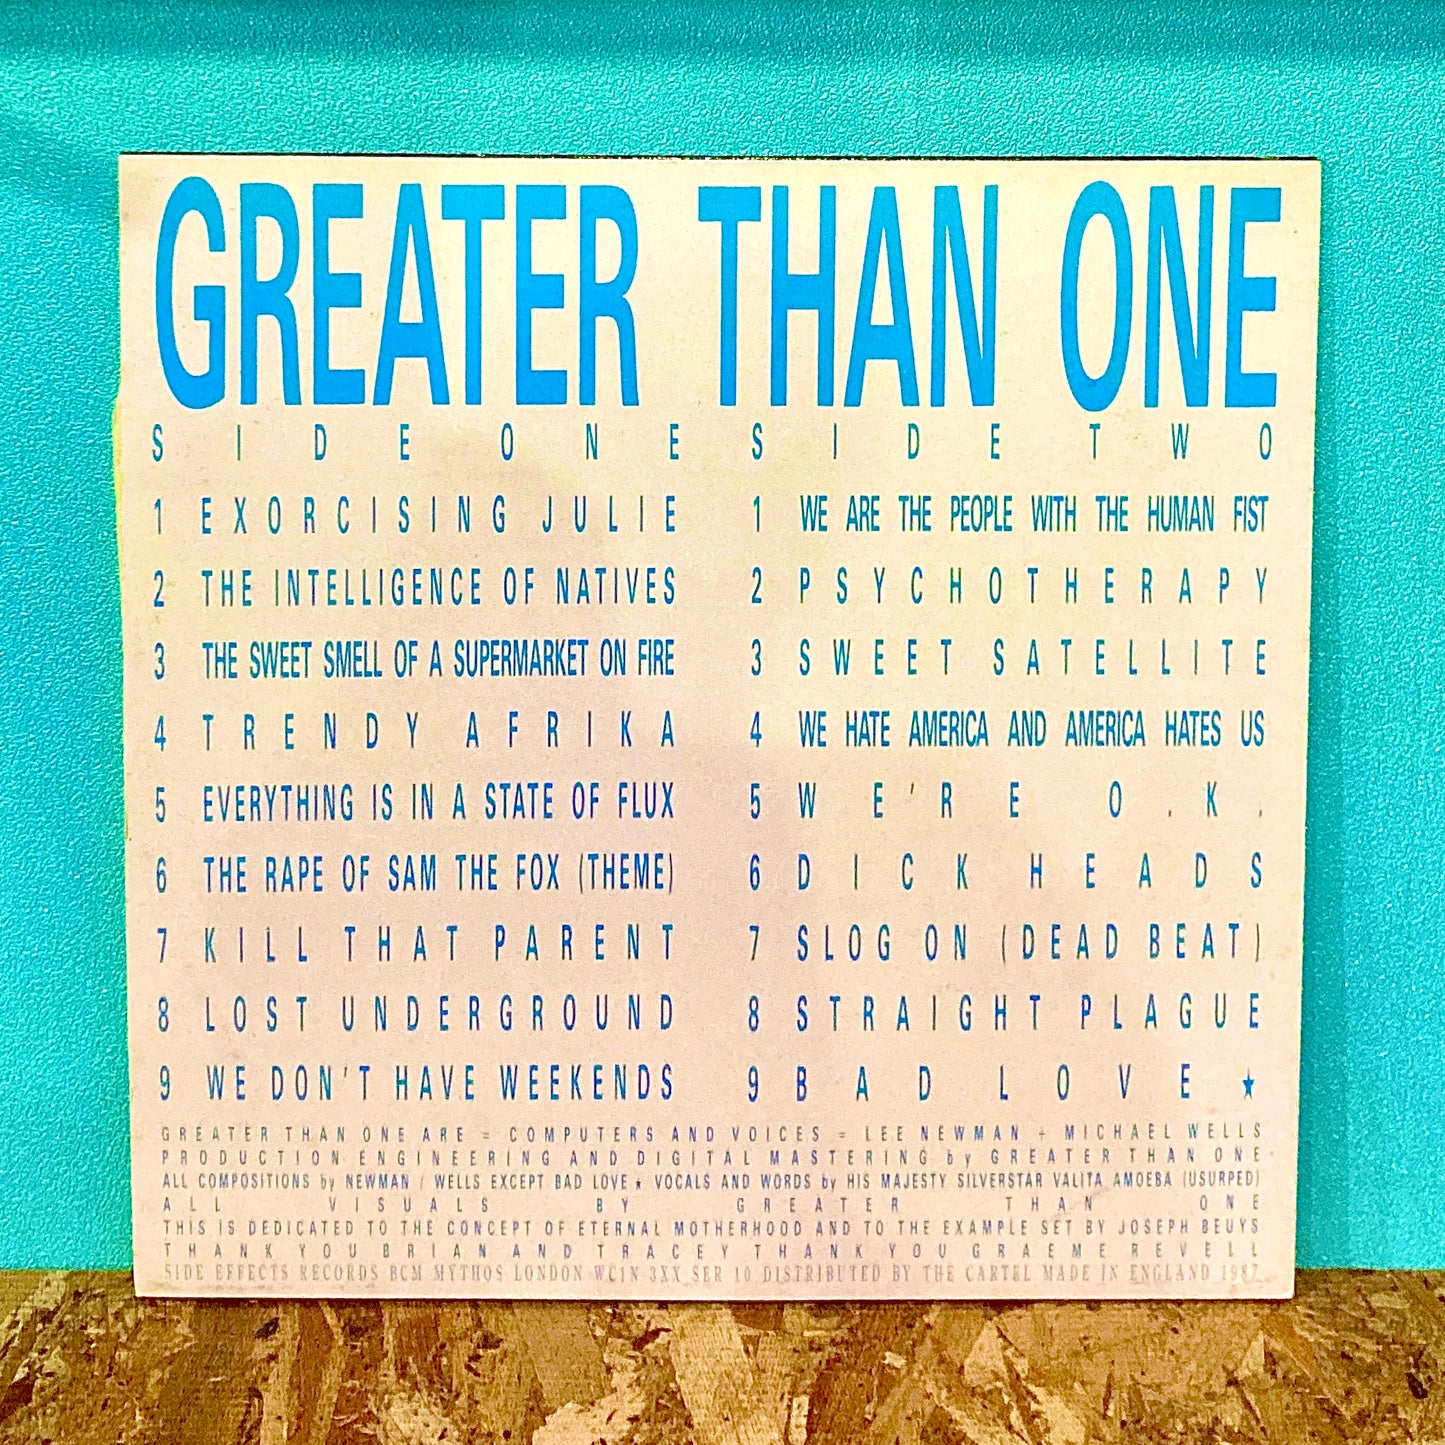 GREATER THAN ONE
SIDE ONE
1 EXORCISING JULIE
2 THE INTELLIGENCE OF NATIVES
3 THE SWEET SMELL OF A SUPERMARKET ON FIRE
4 TRENDY AFRIKA
5 EVERYTHING IS IN A STATE OF FLUX
6 THE RAPE OF SAM THE FOX (THEME)
7 KILL THAT PARENT
8 LOST UNDERGROUND
9 WE DON'T HAVE WEEKENDS
SIDE TWO
1 WE ARE THE PEOPLE WITH THE HUMAN FIST
2 PSYCHOTHERAPY
3 SWEET SATELLITE
4 WE HATE AMERICA AND AMERICA HATES US
5 WE'RE O.K.
6 DICK HEADS
7 SLOG ON (DEAD BEAT)
8 STRAIGHT PLAGUE
9 BAD LOVE ★
GREATER THAN ONE ARE = COMPUTERS AND VOICES = LEE NEWMAN + MICHAEL WELLS
PRODUCTION ENGINEERING AND DIGITAL MASTERING by GREATER THAN ONE
ALL COMPOSITIONS by NEWMAN / WELLS EXCEPT BAD LOVE ★ VOCALS AND WORDS by HIS MAJESTY SILVERSTAR VALITA AMOEBA (USURPED)
ALL VISUALS BY GREATER THAN ONE
THIS IS DEDICATED TO THE CONCEPT OF ETERNAL MOTHERHOOD AND TO THE EXAMPLE SET BY JOSEPH BEUYS
THANK YOU BRIAN AND TRACEY THANK YOU GRAEME REVELL
SIDE EFFECTS RECORDS BCM MYTHOS LONDON WC1N 3XX SER 10 DISTRIBUTED BY THE CARTEL MADE IN ENGLAND 1987